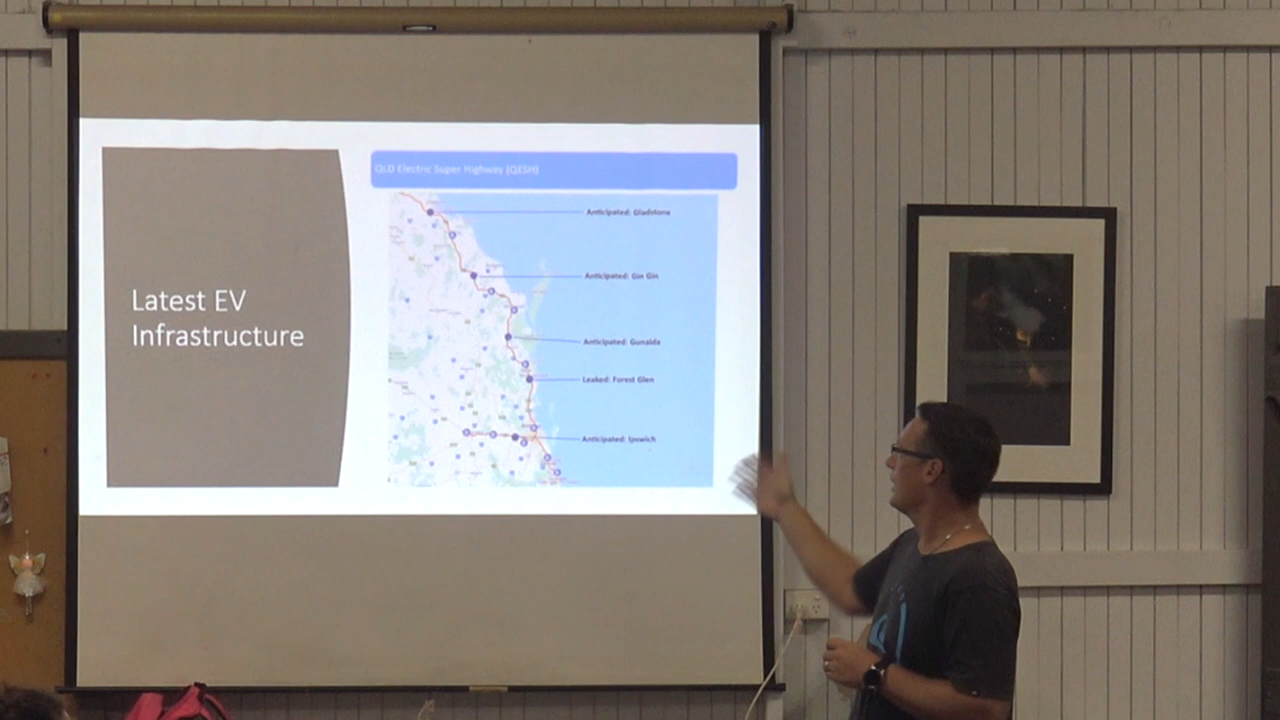 Latest EV
Infrastructure
QLD Electric Super Highway (QESH)
Anticipated: Gladstone
Anticipated: Gin Gin
Anticipated: Gunalda
Leaked: Forest Glen
Anticipated: Ipswich